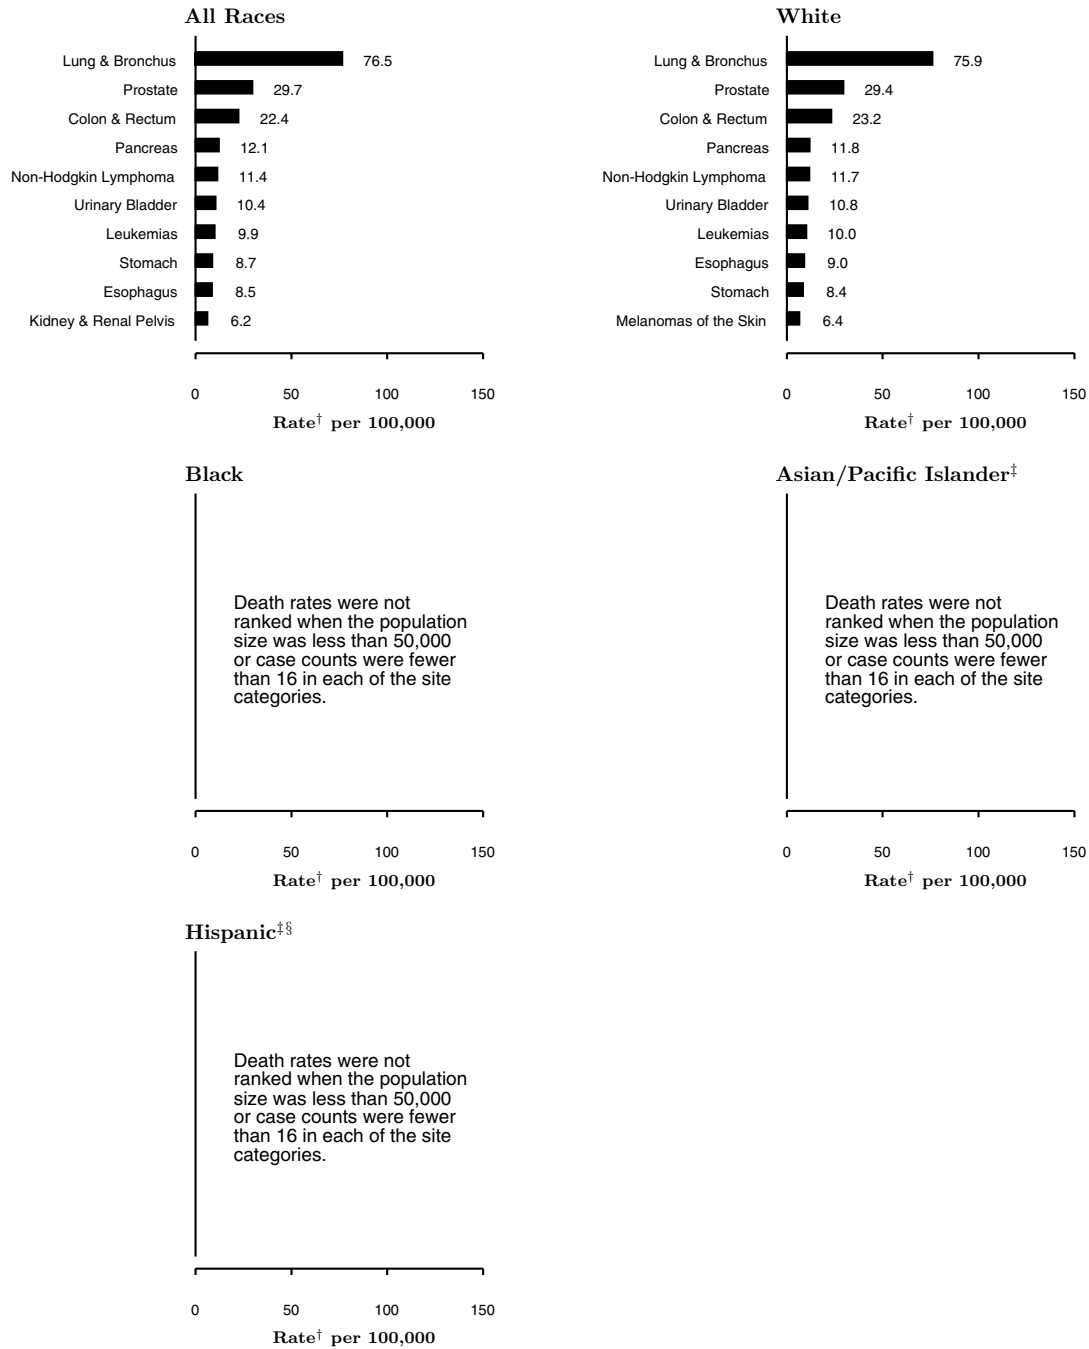 All Races
Lung & Bronchus 76.5
Prostate 29.7
Colon & Rectum 22.4
Pancreas 12.1
Non-Hodgkin Lymphoma 11.4
Urinary Bladder 10.4
Leukemias 9.9
Stomach 8.7
Esophagus 8.5
Kidney & Renal Pelvis 6.2
0 50 100 150
Rate† per 100,000
White
Lung & Bronchus 75.9
Prostate 29.4
Colon & Rectum 23.2
Pancreas 11.8
Non-Hodgkin Lymphoma 11.7
Urinary Bladder 10.8
Leukemias 10.0
Esophagus 9.0
Stomach 8.4
Melanomas of the Skin 6.4
0 50 100 150
Rate† per 100,000
Black
Death rates were not
ranked when the population
size was less than 50,000
or case counts were fewer
than 16 in each of the site
categories.
0 50 100 150
Rate† per 100,000
Asian/Pacific Islander‡
Death rates were not
ranked when the population
size was less than 50,000
or case counts were fewer
than 16 in each of the site
categories.
0 50 100 150
Rate† per 100,000
Hispanic‡§
Death rates were not
ranked when the population
size was less than 50,000
or case counts were fewer
than 16 in each of the site
categories.
0 50 100 150
Rate† per 100,000